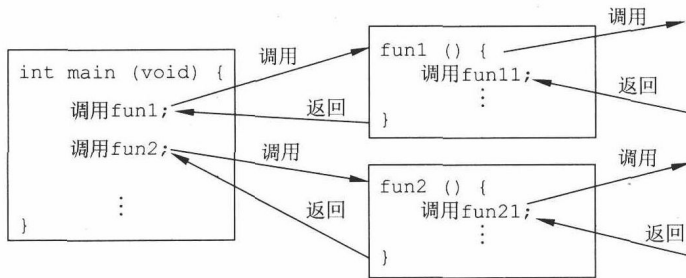 int main (void) {
调用fun1;
调用fun2;
⋮
}
调用
返回
调用
返回
fun1 () {
调用fun11;
⋮
}
fun2 () {
调用fun21;
⋮
}
调用
返回
调用
返回